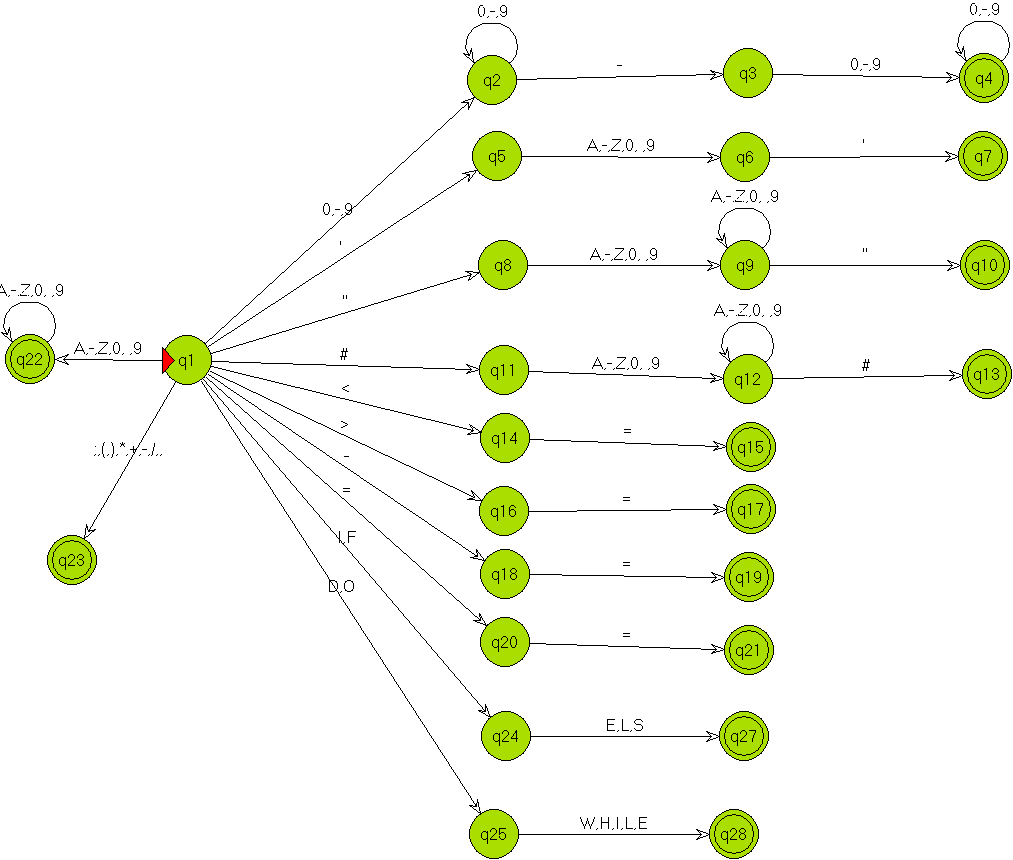 0,-,9
0,-,9
q2
-
q3
0,-,9
q4
q5
A,-,Z,0, ,9
q6
'
q7
A,-,Z,0, ,9
0,-,9
'
q8
A,-,Z,0, ,9
q9
"
q10
A,-,Z,0, ,9
"
A,-,Z,0, ,9
q22
A,-,Z,0, ,9
q1
#
q11
A,-,Z,0, ,9
q12
#
q13
<
>
q14
=
q15
;,(,),*,+,-,/,.
-
=
q16
=
q17
I,F
q23
q18
=
q19
D,O
q20
=
q21
q24
E,L,S
q27
q25
W,H,I,L,E
q28